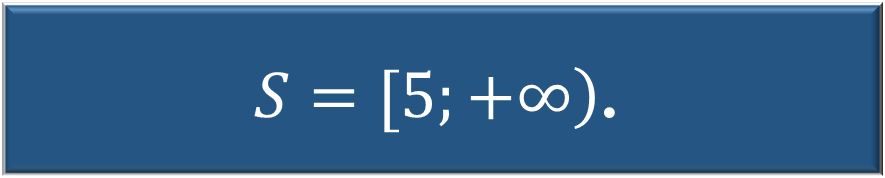 S = [5; +∞).